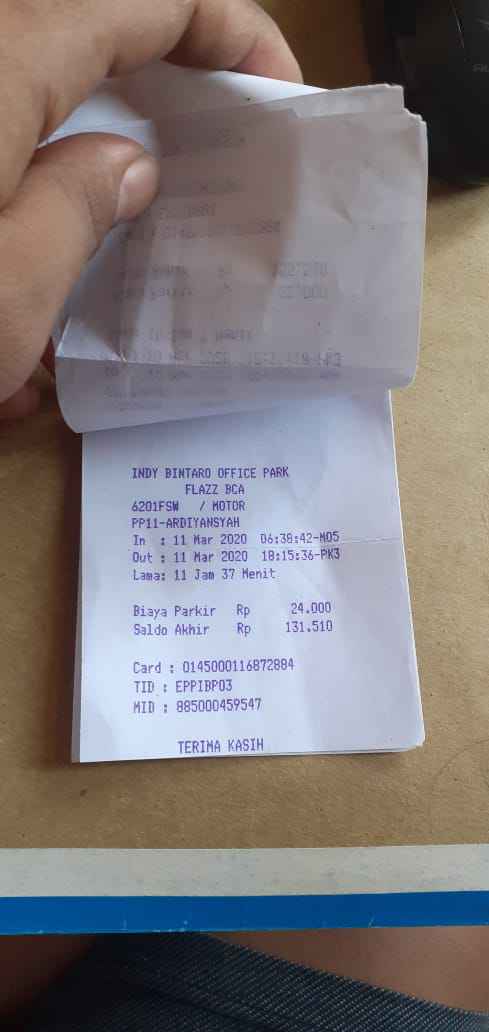 INDY BINTARO OFFICE PARK
FLAZZ BCA
6201FSW / MOTOR
PP11-ARDIYANSYAH
In : 11 Mar 2020 06:38:42-M05
Out : 11 Mar 2020 18:15:36-PK3
Lama: 11 Jam 37 Menit
Biaya Parkir Rp 24.000
Saldo Akhir Rp 131.510
Card : 0145000116872884
TID : EPPIBP03
MID : 885000459547
TERIMA KASIH